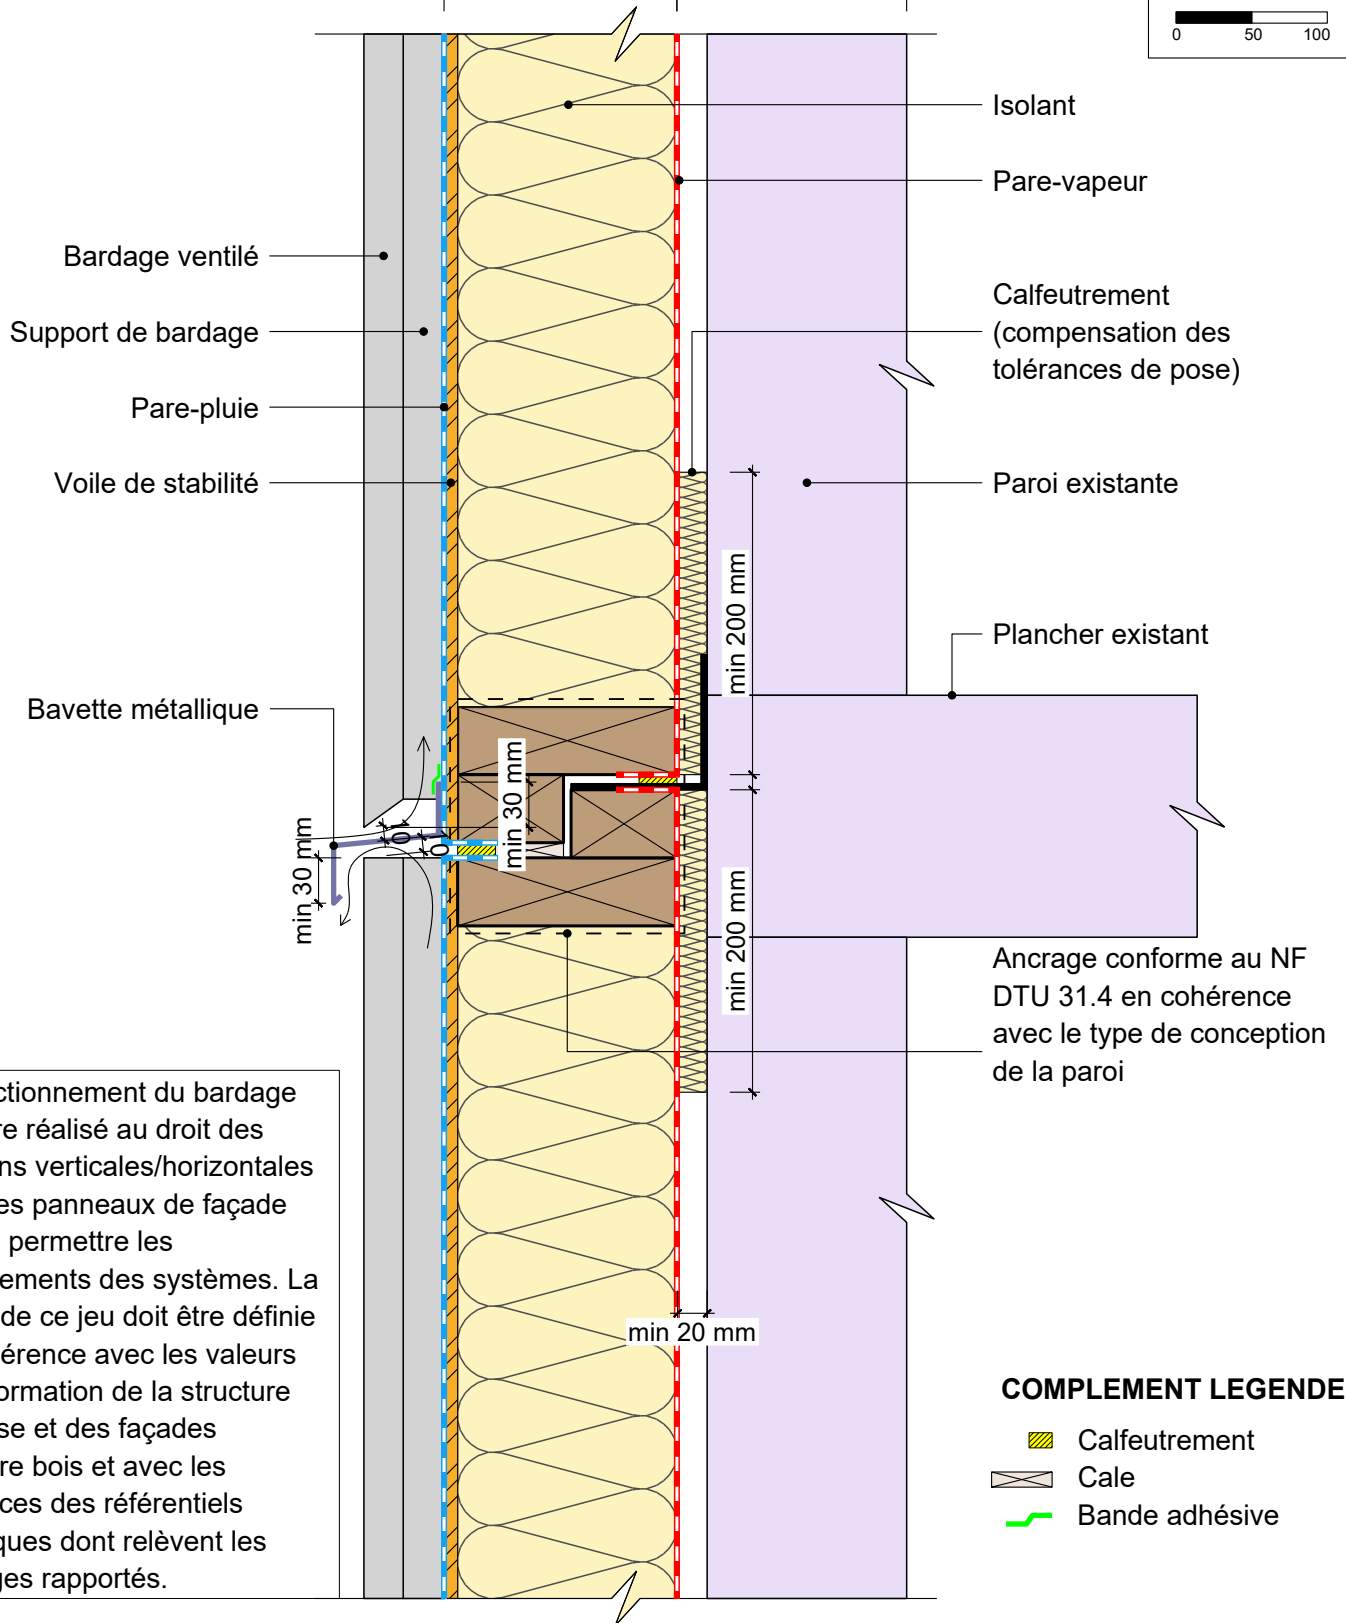 0 50 100
Isolant
Pare-vapeur
Bardage ventilé
Support de bardage
Pare-pluie
Voile de stabilité
Bavette métallique
Calfeutrement
(compensation des
tolérances de pose)
Paroi existante
Plancher existant
min 200 mm
min 30 mm
min 30 mm
min 200 mm
Ancrage conforme au NF
DTU 31.4 en cohérence
avec le type de conception
de la paroi
ctionnement du bardage
re réalisé au droit des
ns verticales/horizontales
es panneaux de façade
permettre les
ements des systèmes. La
de ce jeu doit être définie
érence avec les valeurs
ormation de la structure
se et des façades
re bois et avec les
ces des référentiels
ques dont relèvent les
ges rapportés.
min 20 mm
COMPLEMENT LEGENDE
Calfeutrement
Cale
Bande adhésive